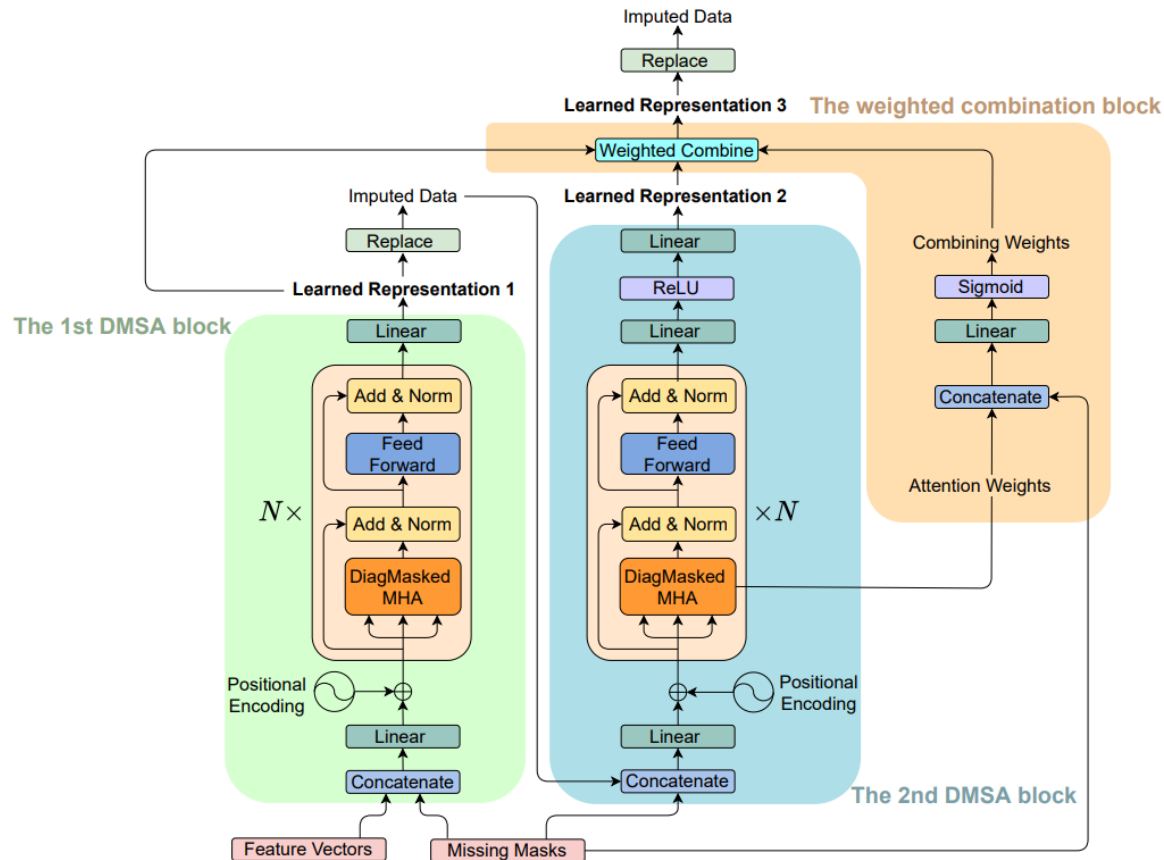 Imputed Data
Replace
Learned Representation 3
The weighted combination block
Weighted Combine
Imputed Data
Learned Representation 2
Replace
Linear
Combining Weights
Learned Representation 1
ReLU
Sigmoid
The 1st DMSA block
Linear
Linear
Linear
Add & Norm
Add & Norm
Concatenate
Feed
Forward
Feed
Forward
Attention Weights
N×
Add & Norm
Add & Norm
×N
DiagMasked
MHA
DiagMasked
MHA
Positional
Encoding
Positional
Encoding
Linear
Linear
Concatenate
Concatenate
The 2nd DMSA block
Feature Vectors
Missing Masks